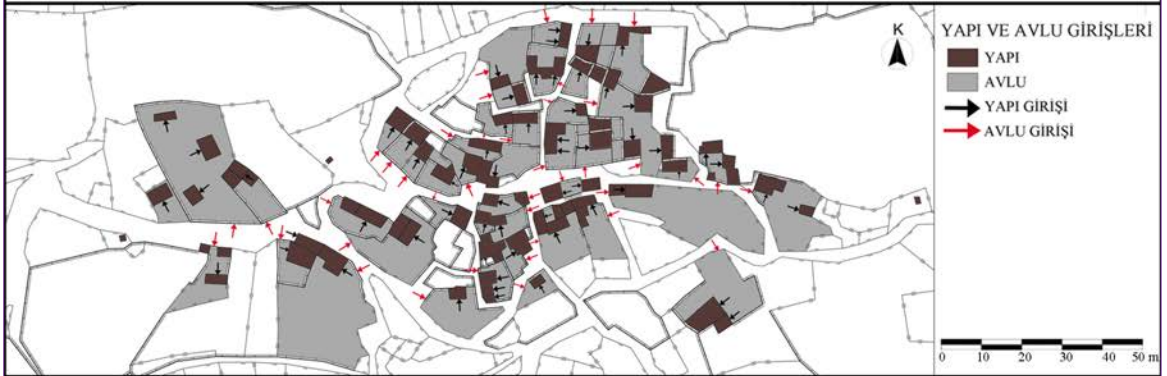 K
YAPI VE AVLU GİRİŞLERİ
YAPI
AVLU
YAPI GİRİŞİ
AVLU GİRİŞİ
0 10 20 30 40 50 m